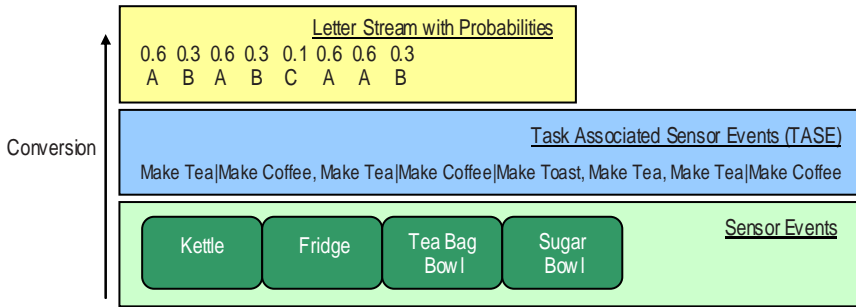 Letter Stream with Probabilities
0.6 0.3 0.6 0.3 0.1 0.6 0.6 0.3
A B A B C A A B
Conversion
Task Associated Sensor Events (TASE)
Make Tea|Make Coffee, Make Tea|Make Coffee|Make Toast, Make Tea, Make Tea|Make Coffee
Sensor Events
Kettle
Fridge
Tea Bag
Bowl
Sugar
Bowl